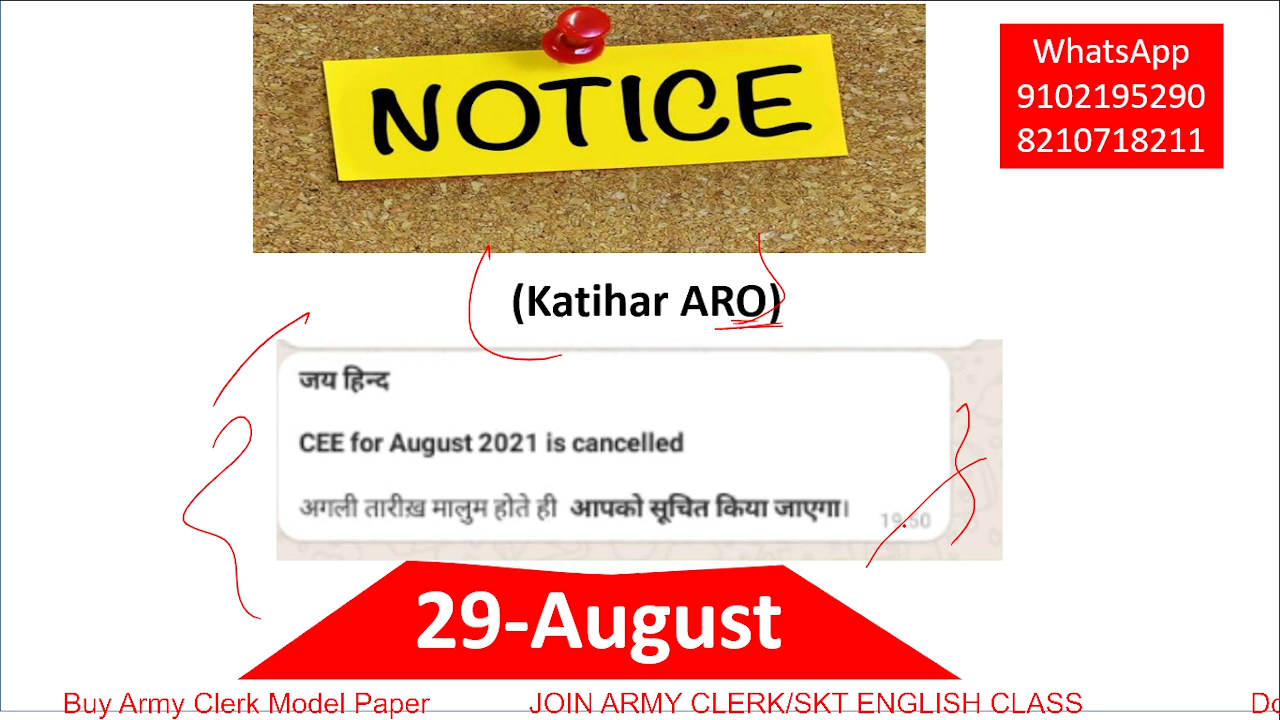 NOTICE
WhatsApp
9102195290
8210718211
(Katihar ARO)
जय हिन्द
CEE for August 2021 is cancelled
अगली तारीख़ मालुम होते ही आपको सूचित किया जाएगा।
19:50
29-August
Buy Army Clerk Model Paper
JOIN ARMY CLERK/SKT ENGLISH CLASS